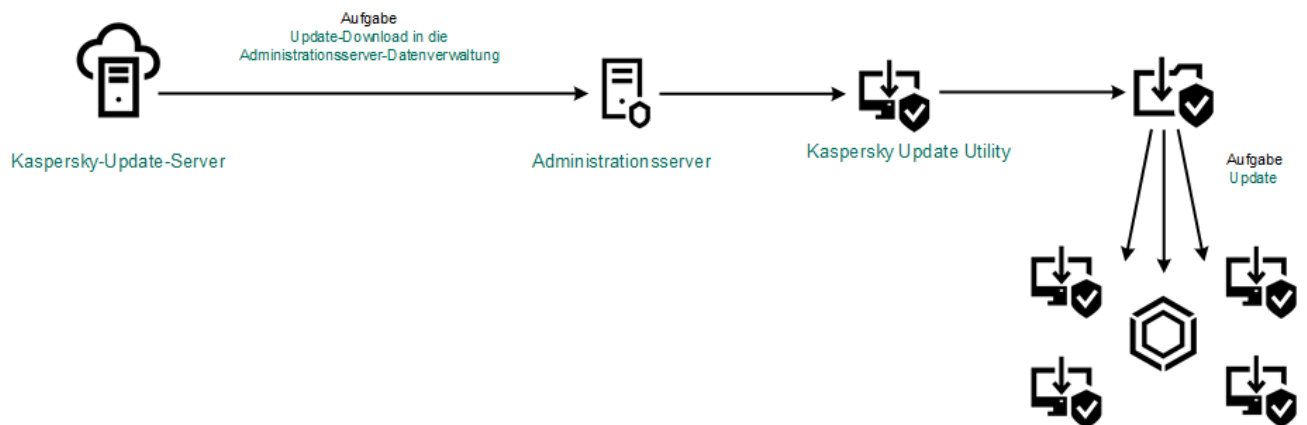 Aufgabe
Update-Download in die
Administrationsserver-Datenverwaltung
Kaspersky-Update-Server
Administrationsserver
Kaspersky Update Utility
Aufgabe
Update